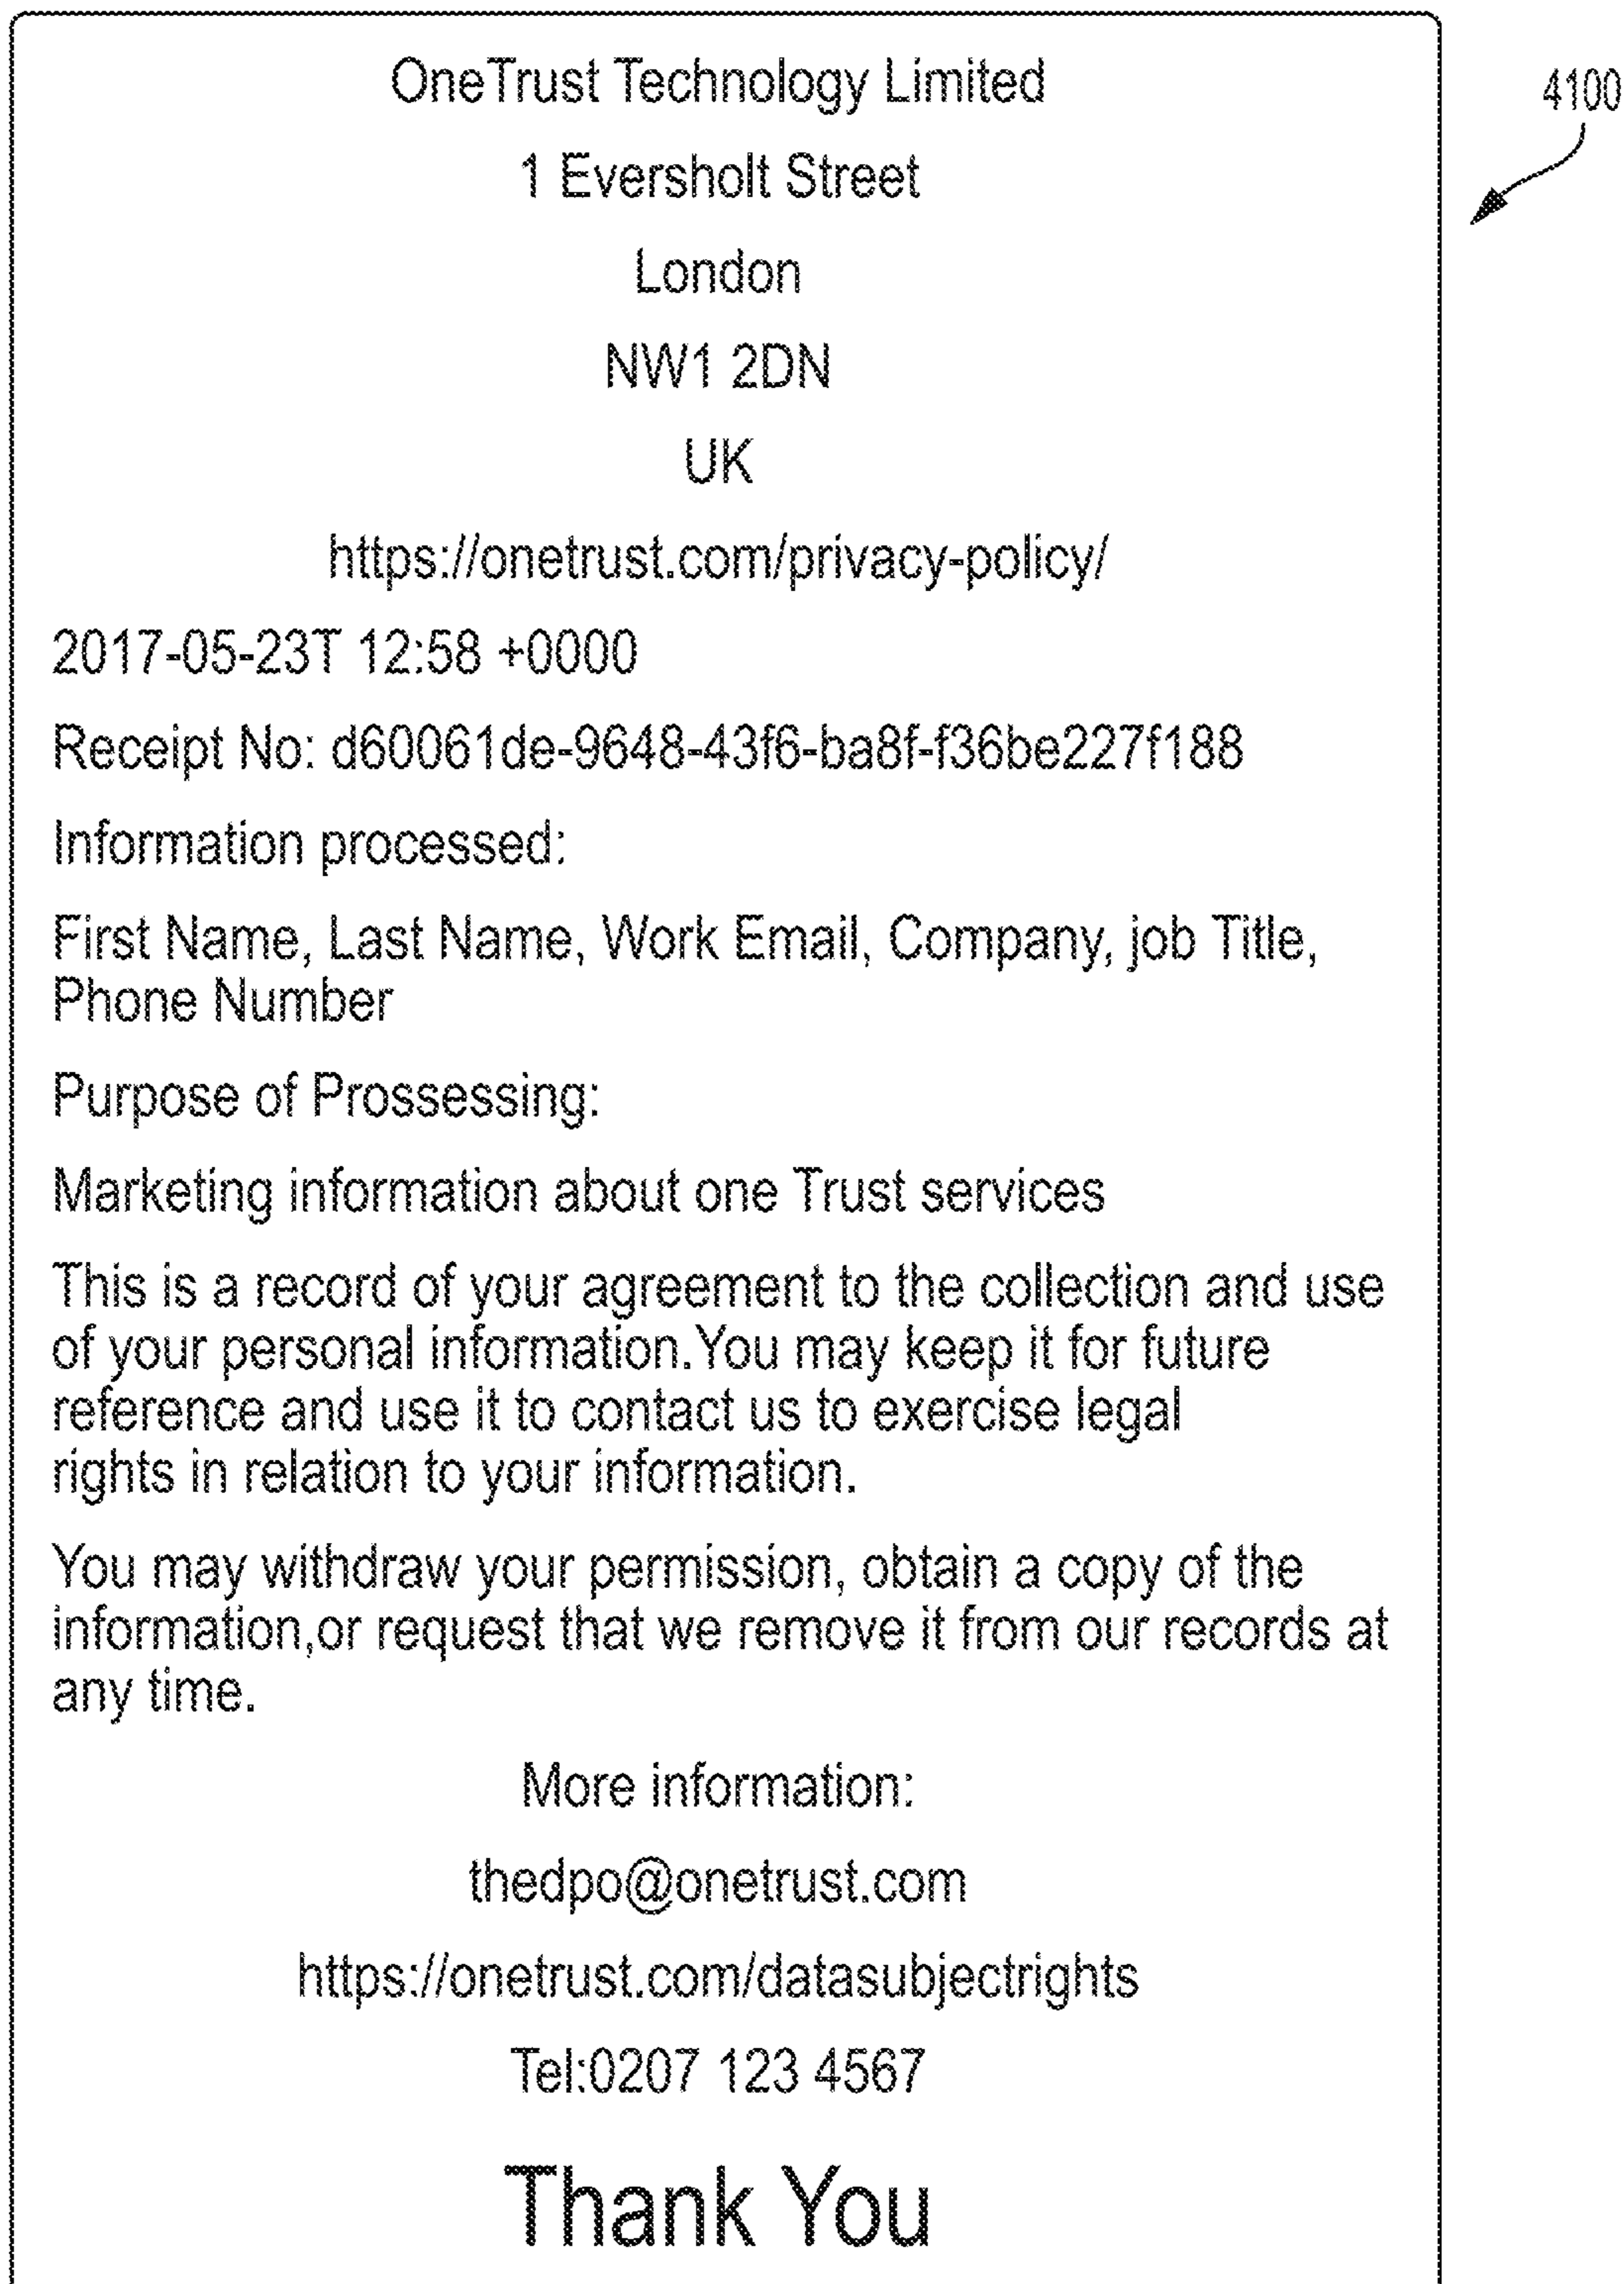 OneTrust Technology Limited
4100
1 Eversholt Street
London
NW1 2DN
UK
https://onetrust.com/privacy-policy/
2017-05-23T 12:58 +0000
Receipt No: d60061de-9648-43f6-ba8f-f36be227f188
Information processed:
First Name, Last Name, Work Email, Company, job Title,
Phone Number
Purpose of Prossessing:
Marketing information about one Trust services
This is a record of your agreement to the collection and use
of your personal information.You may keep it for future
reference and use it to contact us to exercise legal
rights in relation to your information.
You may withdraw your permission, obtain a copy of the
information,or request that we remove it from our records at
any time.
More information:
thedpo@onetrust.com
https://onetrust.com/datasubjectrights
Tel:0207 123 4567
Thank You